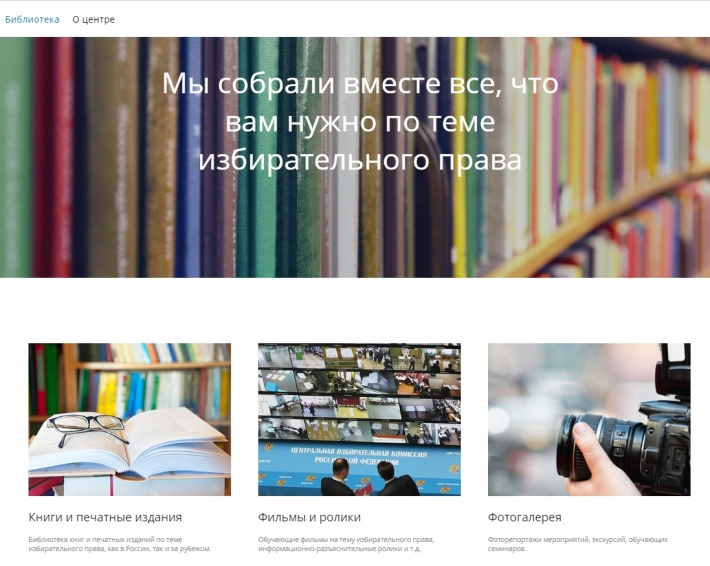 Библиотека О центре
Мы собрали вместе все, что
вам нужно по теме
избирательного права
ЦЕНТРАЛЬНАЯ ИЗБИРАТЕЛЬНАЯ КОМИССИЯ
РОССИЙСКОЙ ФЕДЕРАЦИИ
Книги и печатные издания
Фильмы и ролики
Фотогалерея
Библиотека книг и печатных изданий по теме
избирательного права, как в России, так и за рубежом.
Обучающие фильмы на тему избирательного права,
информационно-разъяснительные ролики и т.д.
Фоторепортажи мероприятий, экскурсий, обучающих
семинаров.